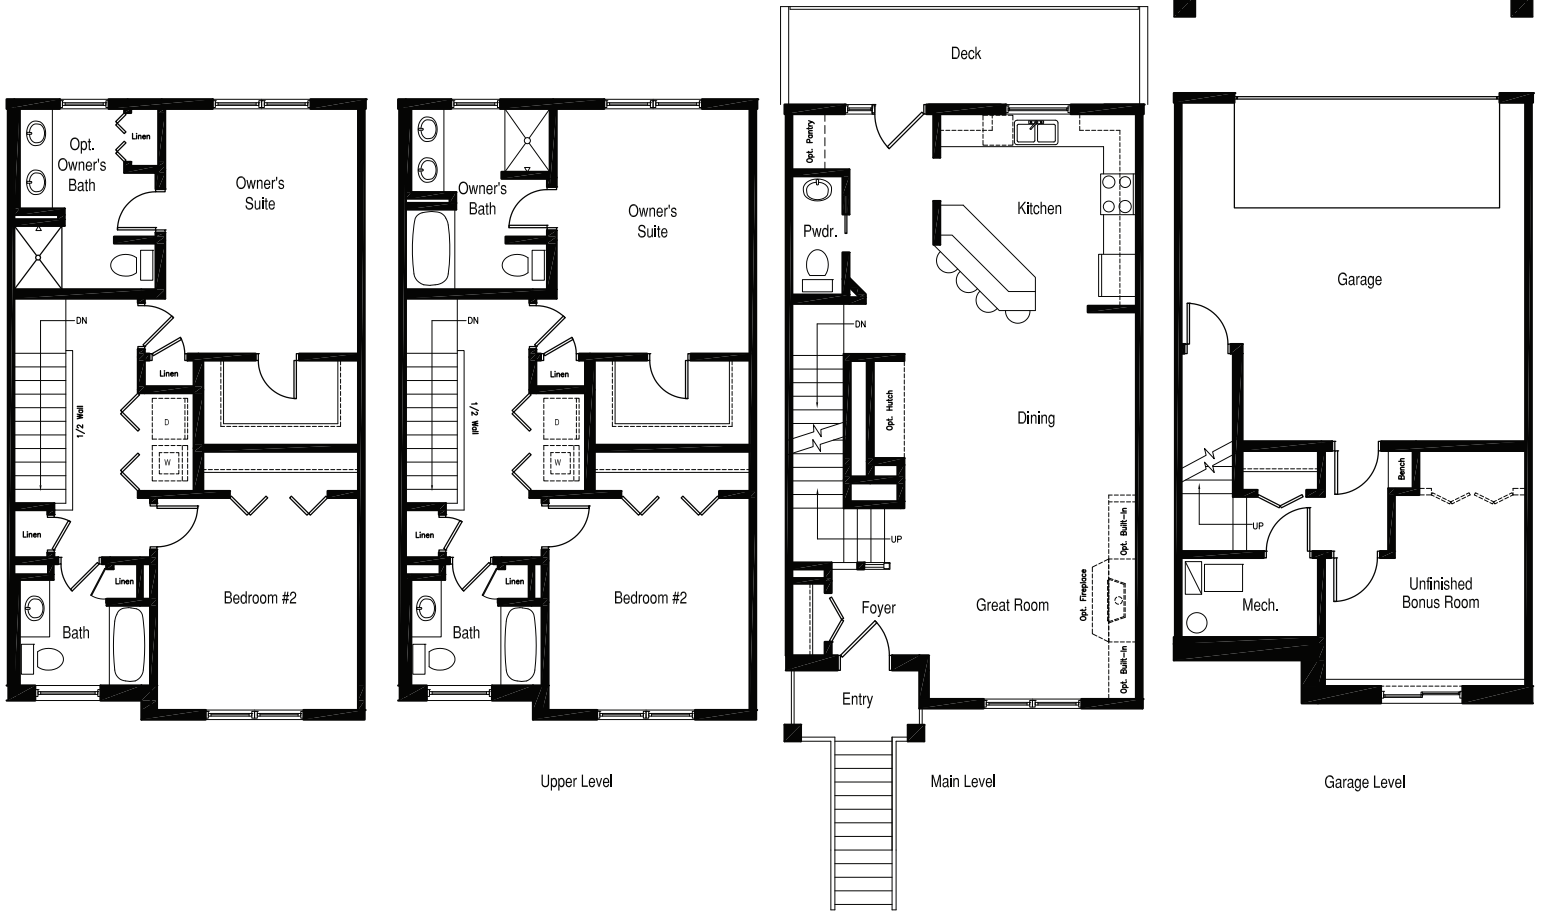 Opt.
Owner's
Bath
Linen
Owner's
Suite
DN
Linen
1/2 Wall
D
W
Linen
Linen
Bedroom #2
Bath
Owner's
Bath
Owner's
Suite
DN
Linen
1/2 Wall
D
W
Linen
Linen
Bedroom #2
Bath
Upper Level
Deck
Opt. Pantry
Kitchen
Pwdr.
DN
Opt. Hutch
Dining
UP
Opt. Built-In
Opt. Fireplace
Foyer
Great Room
Opt. Built-In
Entry
Main Level
Garage
Bench
UP
Mech.
Unfinished
Bonus Room
Garage Level